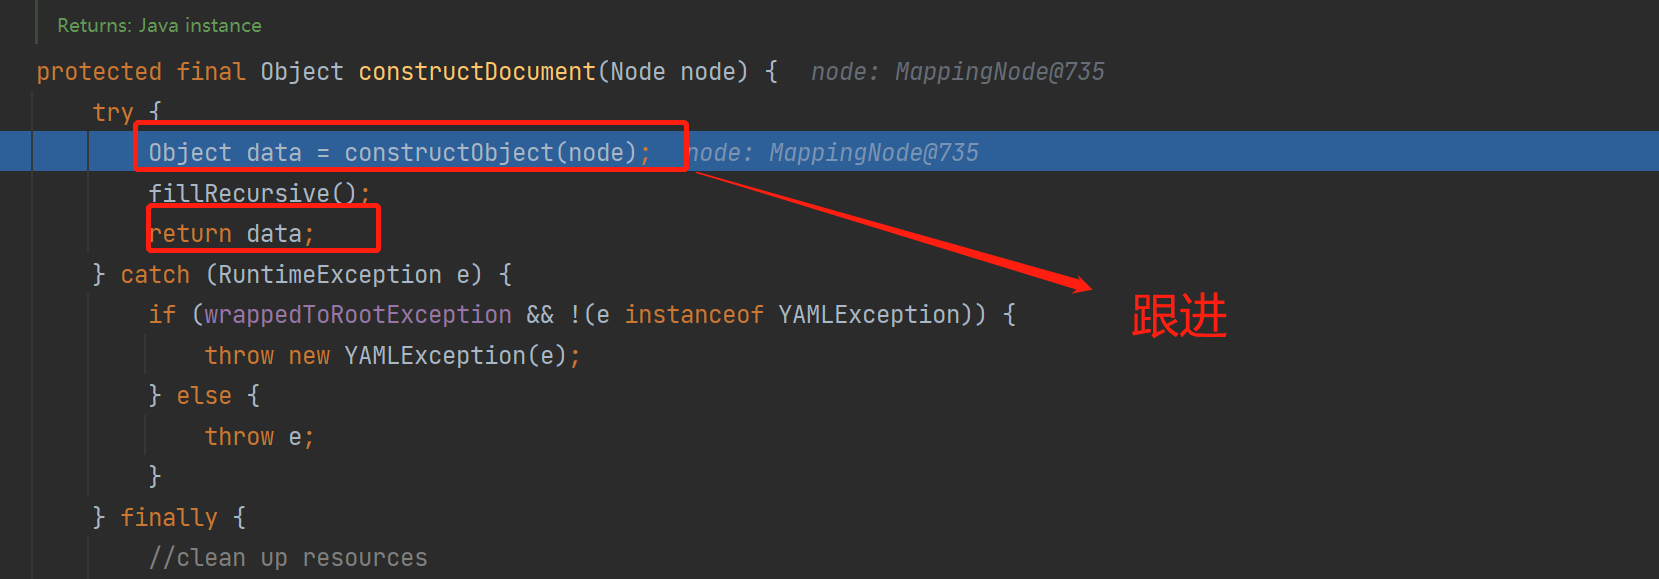 Returns: Java instance
protected final Object constructDocument(Node node) {  node: MappingNode@735
try {
Object data = constructObject(node);  node: MappingNode@735
fillRecursive();
return data;
} catch (RuntimeException e) {
跟进
if (wrappedToRootException && !(e instanceof YAMLException)) {
throw new YAMLException(e);
} else {
throw e;
}
} finally {
//clean up resources